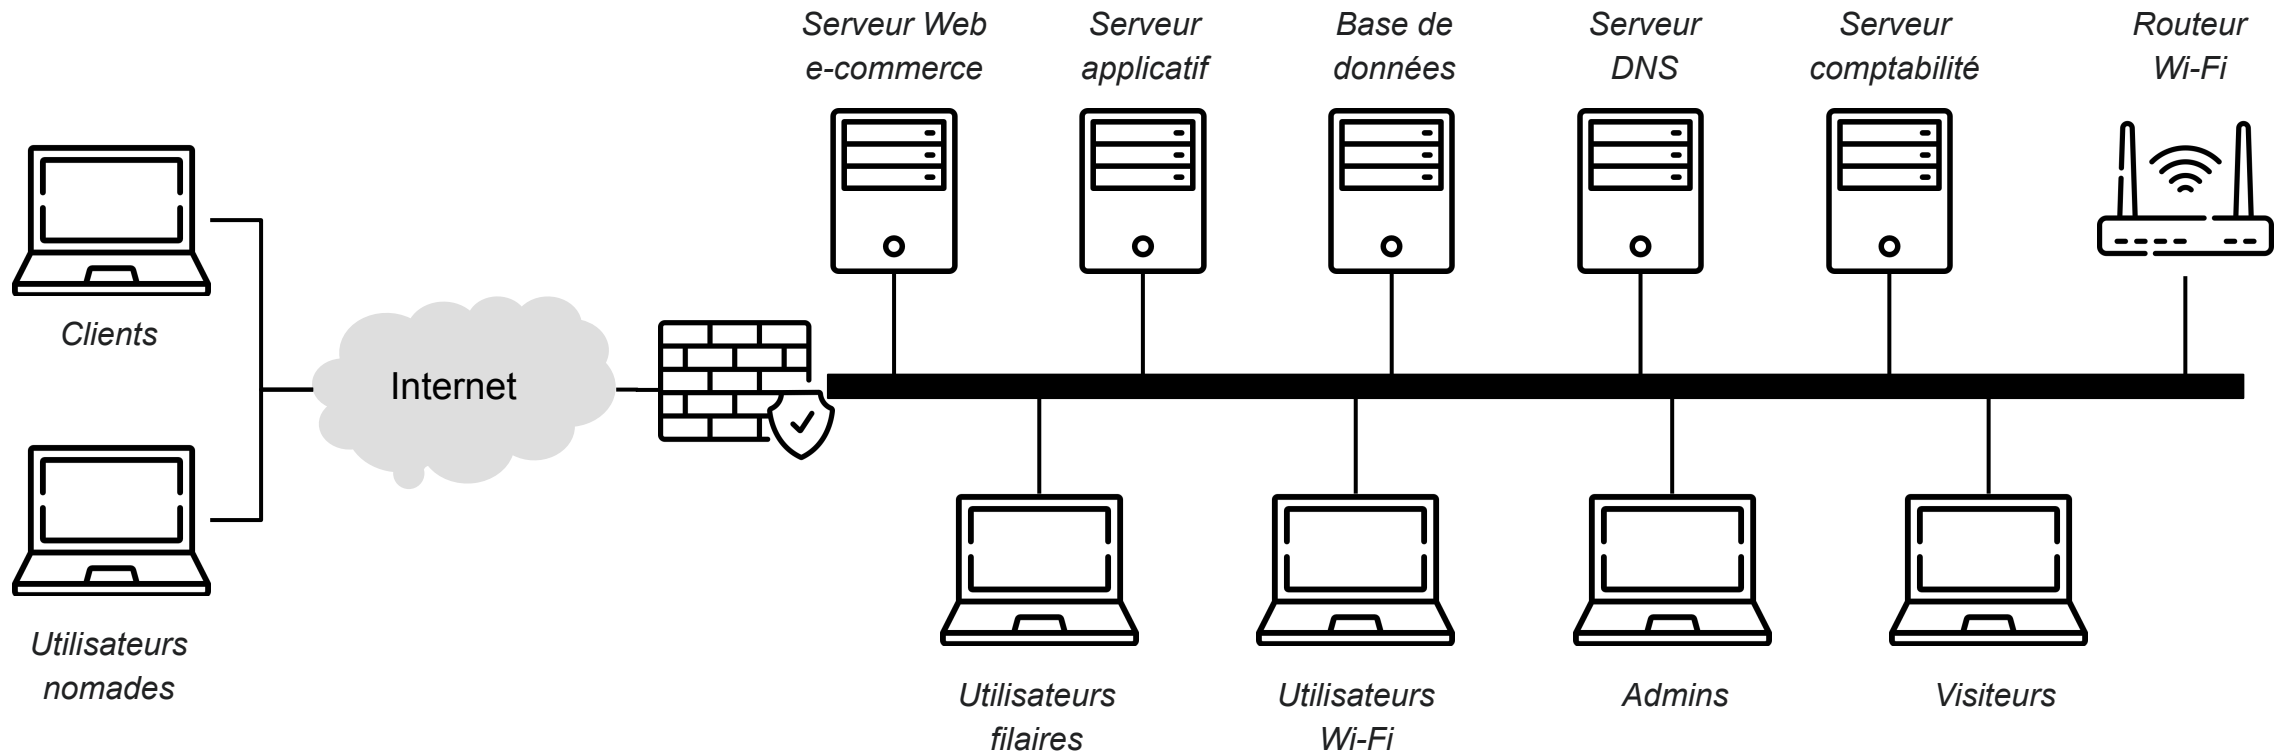 Serveur Web
e-commerce
Serveur
applicatif
Base de
données
Serveur
DNS
Serveur
comptabilité
Routeur
Wi-Fi
Clients
Internet
Utilisateurs
nomades
Utilisateurs
filaires
Utilisateurs
Wi-Fi
Admins
Visiteurs